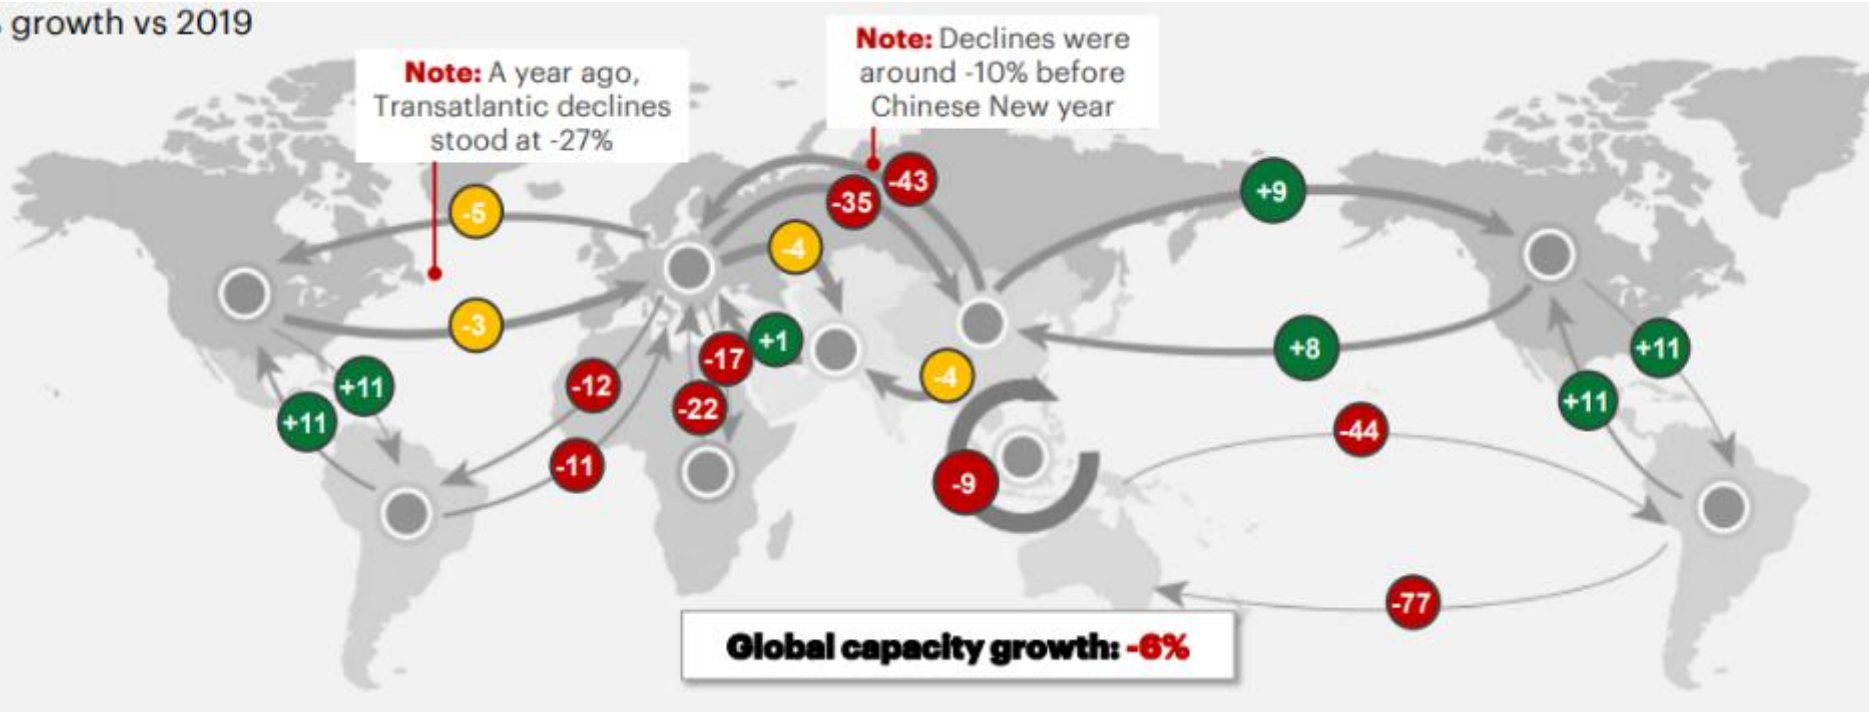 growth vs 2019
Note: A year ago,
Transatlantic declines
stood at -27%
Note: Declines were
around -10% before
Chinese New year
-43
-35
+9
-5
-4
-3
+1
-17
+8
+11
-4
+11
-12
+11
-22
+11
-44
-11
-9
-77
Global capacity growth: -6%